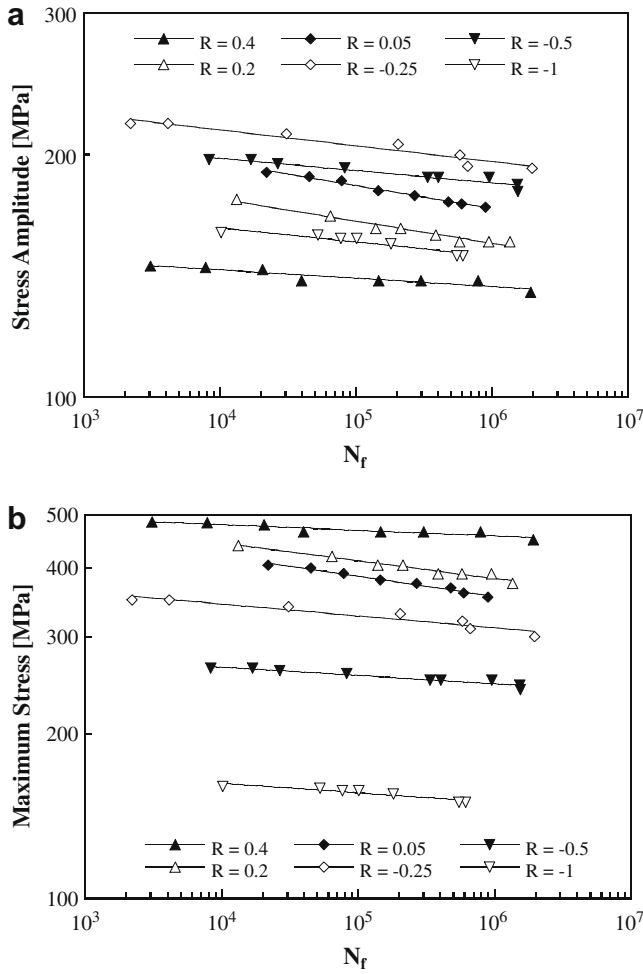 a
300
R = 0.4 R = 0.05 R = -0.5
R = 0.2 R = -0.25 R = -1
200
Stress Amplitude [MPa]
100
10³ 10⁴ 10⁵ 10⁶ 10⁷
N_f
b
500
400
300
Maximum Stress [MPa]
200
R = 0.4 R = 0.05 R = -0.5
R = 0.2 R = -0.25 R = -1
100
10³ 10⁴ 10⁵ 10⁶ 10⁷
N_f